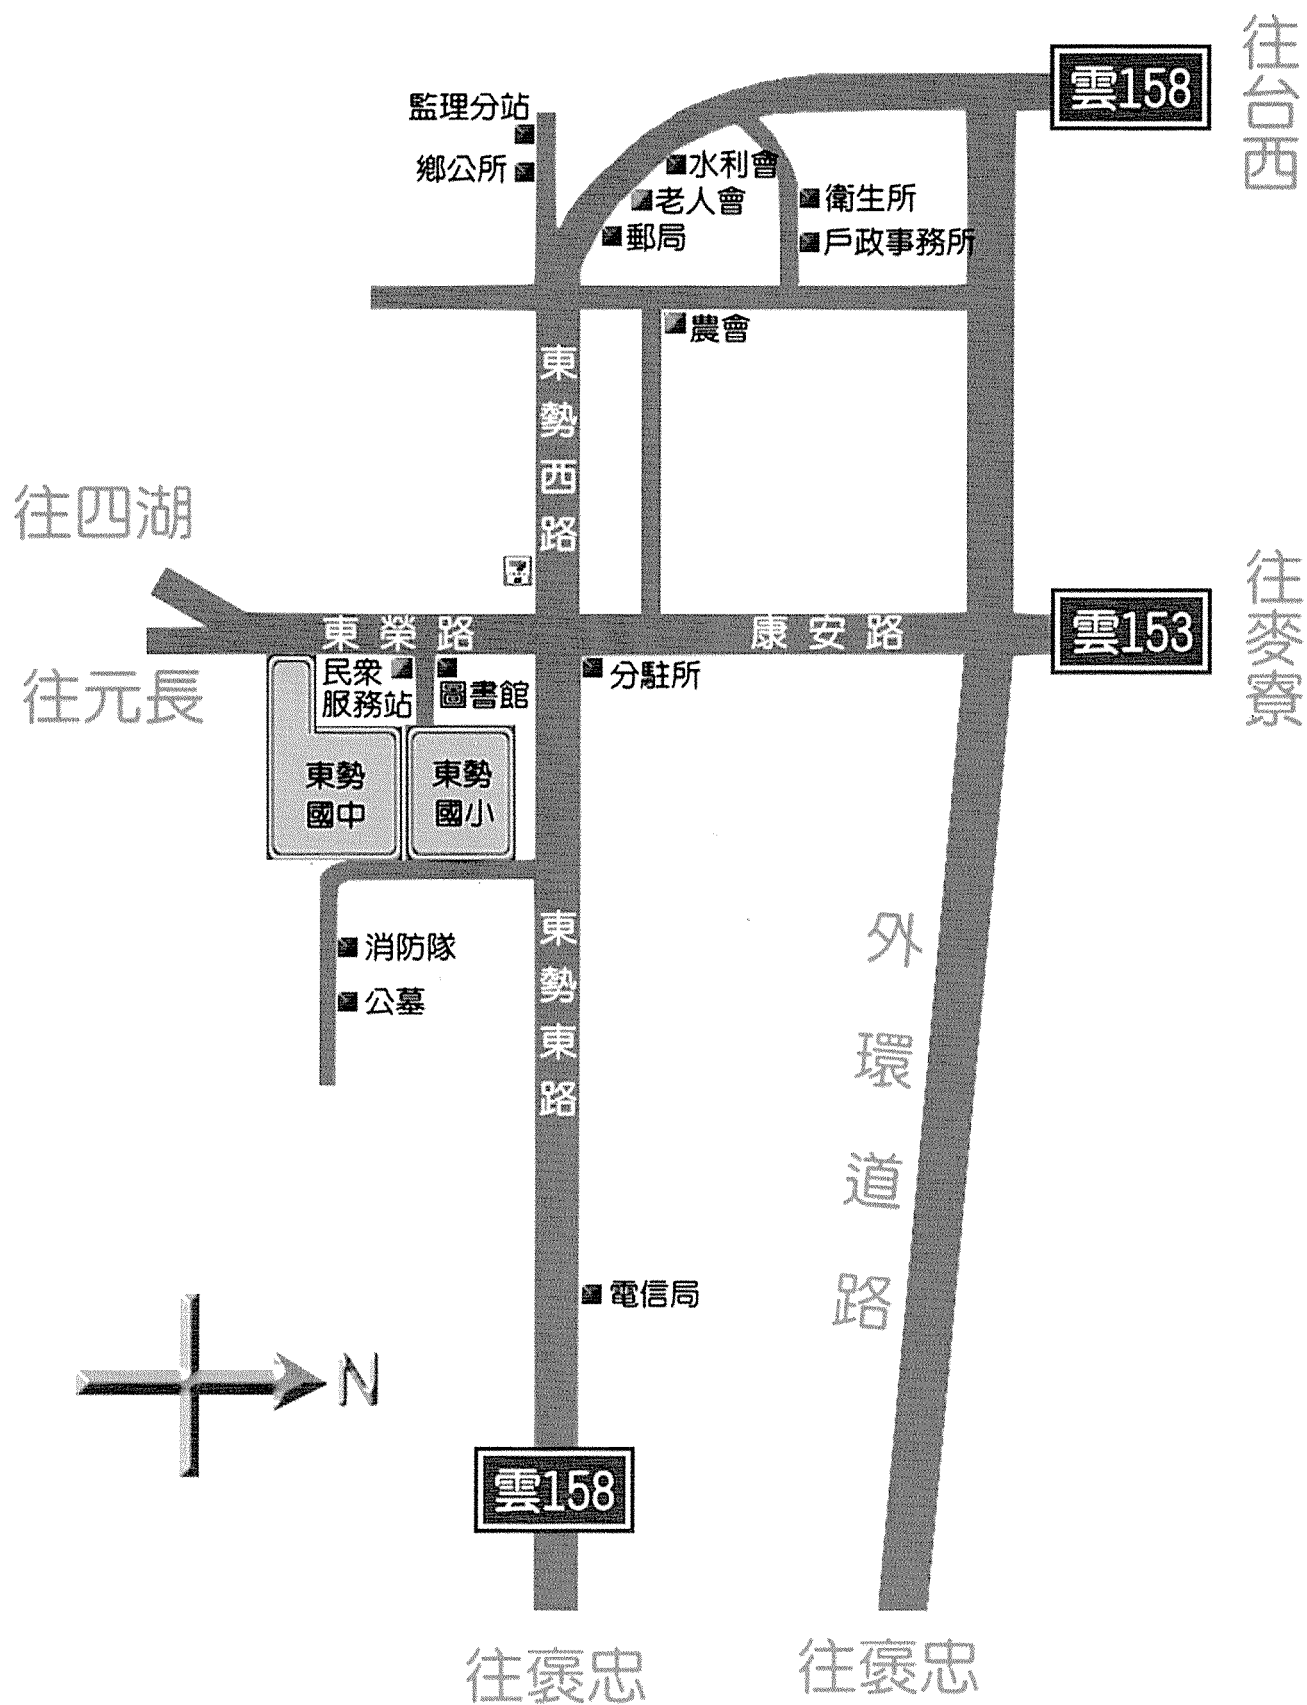 往台西
雲158
監理分站
鄉公所
水利會
老人會
郵局
衛生所
戶政事務所
農會
東勢西路
往四湖
7
東榮路
康安路
雲153
往麥寮
往元長
民眾
服務站
圖書館
分駐所
東勢
國中
東勢
國小
消防隊
公墓
東勢東路
外環道路
電信局
N
雲158
往褒忠
往褒忠